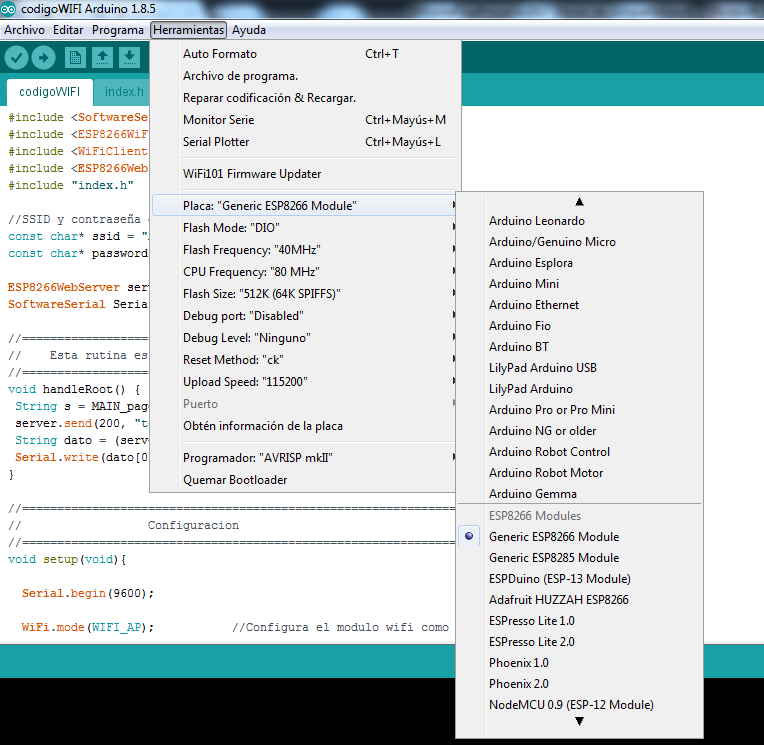 codigoWIFI Arduino 1.8.5
Archivo Editar Programa Herramientas Ayuda
codigoWIFI index.h
#include <SoftwareSe
#include <ESP8266WiF
#include <WiFiClient
#include <ESP8266Web
#include "index.h"
//SSID y contraseña
const char* ssid = "
const char* password
ESP8266WebServer serv
SoftwareSerial Seria
//==================
// Esta rutina es
//==================
void handleRoot() {
String s = MAIN_pag
server.send(200, "t
String dato = (serv
Serial.write(dato[0
}
//==================================================================
// Configuracion
//==================================================================
void setup(void){
Serial.begin(9600);
WiFi.mode(WIFI_AP); //Configura el modulo wifi como
Auto Formato Ctrl+T
Archivo de programa.
Reparar codificación & Recargar.
Monitor Serie Ctrl+Mayús+M
Serial Plotter Ctrl+Mayús+L
WiFi101 Firmware Updater
Placa: "Generic ESP8266 Module"
Flash Mode: "DIO"
Flash Frequency: "40MHz"
CPU Frequency: "80 MHz"
Flash Size: "512K (64K SPIFFS)"
Debug port: "Disabled"
Debug Level: "Ninguno"
Reset Method: "ck"
Upload Speed: "115200"
Puerto
Obtén información de la placa
Programador: "AVRISP mkII"
Quemar Bootloader
Arduino Leonardo
Arduino/Genuino Micro
Arduino Esplora
Arduino Mini
Arduino Ethernet
Arduino Fio
Arduino BT
LilyPad Arduino USB
LilyPad Arduino
Arduino Pro or Pro Mini
Arduino NG or older
Arduino Robot Control
Arduino Robot Motor
Arduino Gemma
ESP8266 Modules
Generic ESP8266 Module
Generic ESP8285 Module
ESPDuino (ESP-13 Module)
Adafruit HUZZAH ESP8266
ESPresso Lite 1.0
ESPresso Lite 2.0
Phoenix 1.0
Phoenix 2.0
NodeMCU 0.9 (ESP-12 Module)